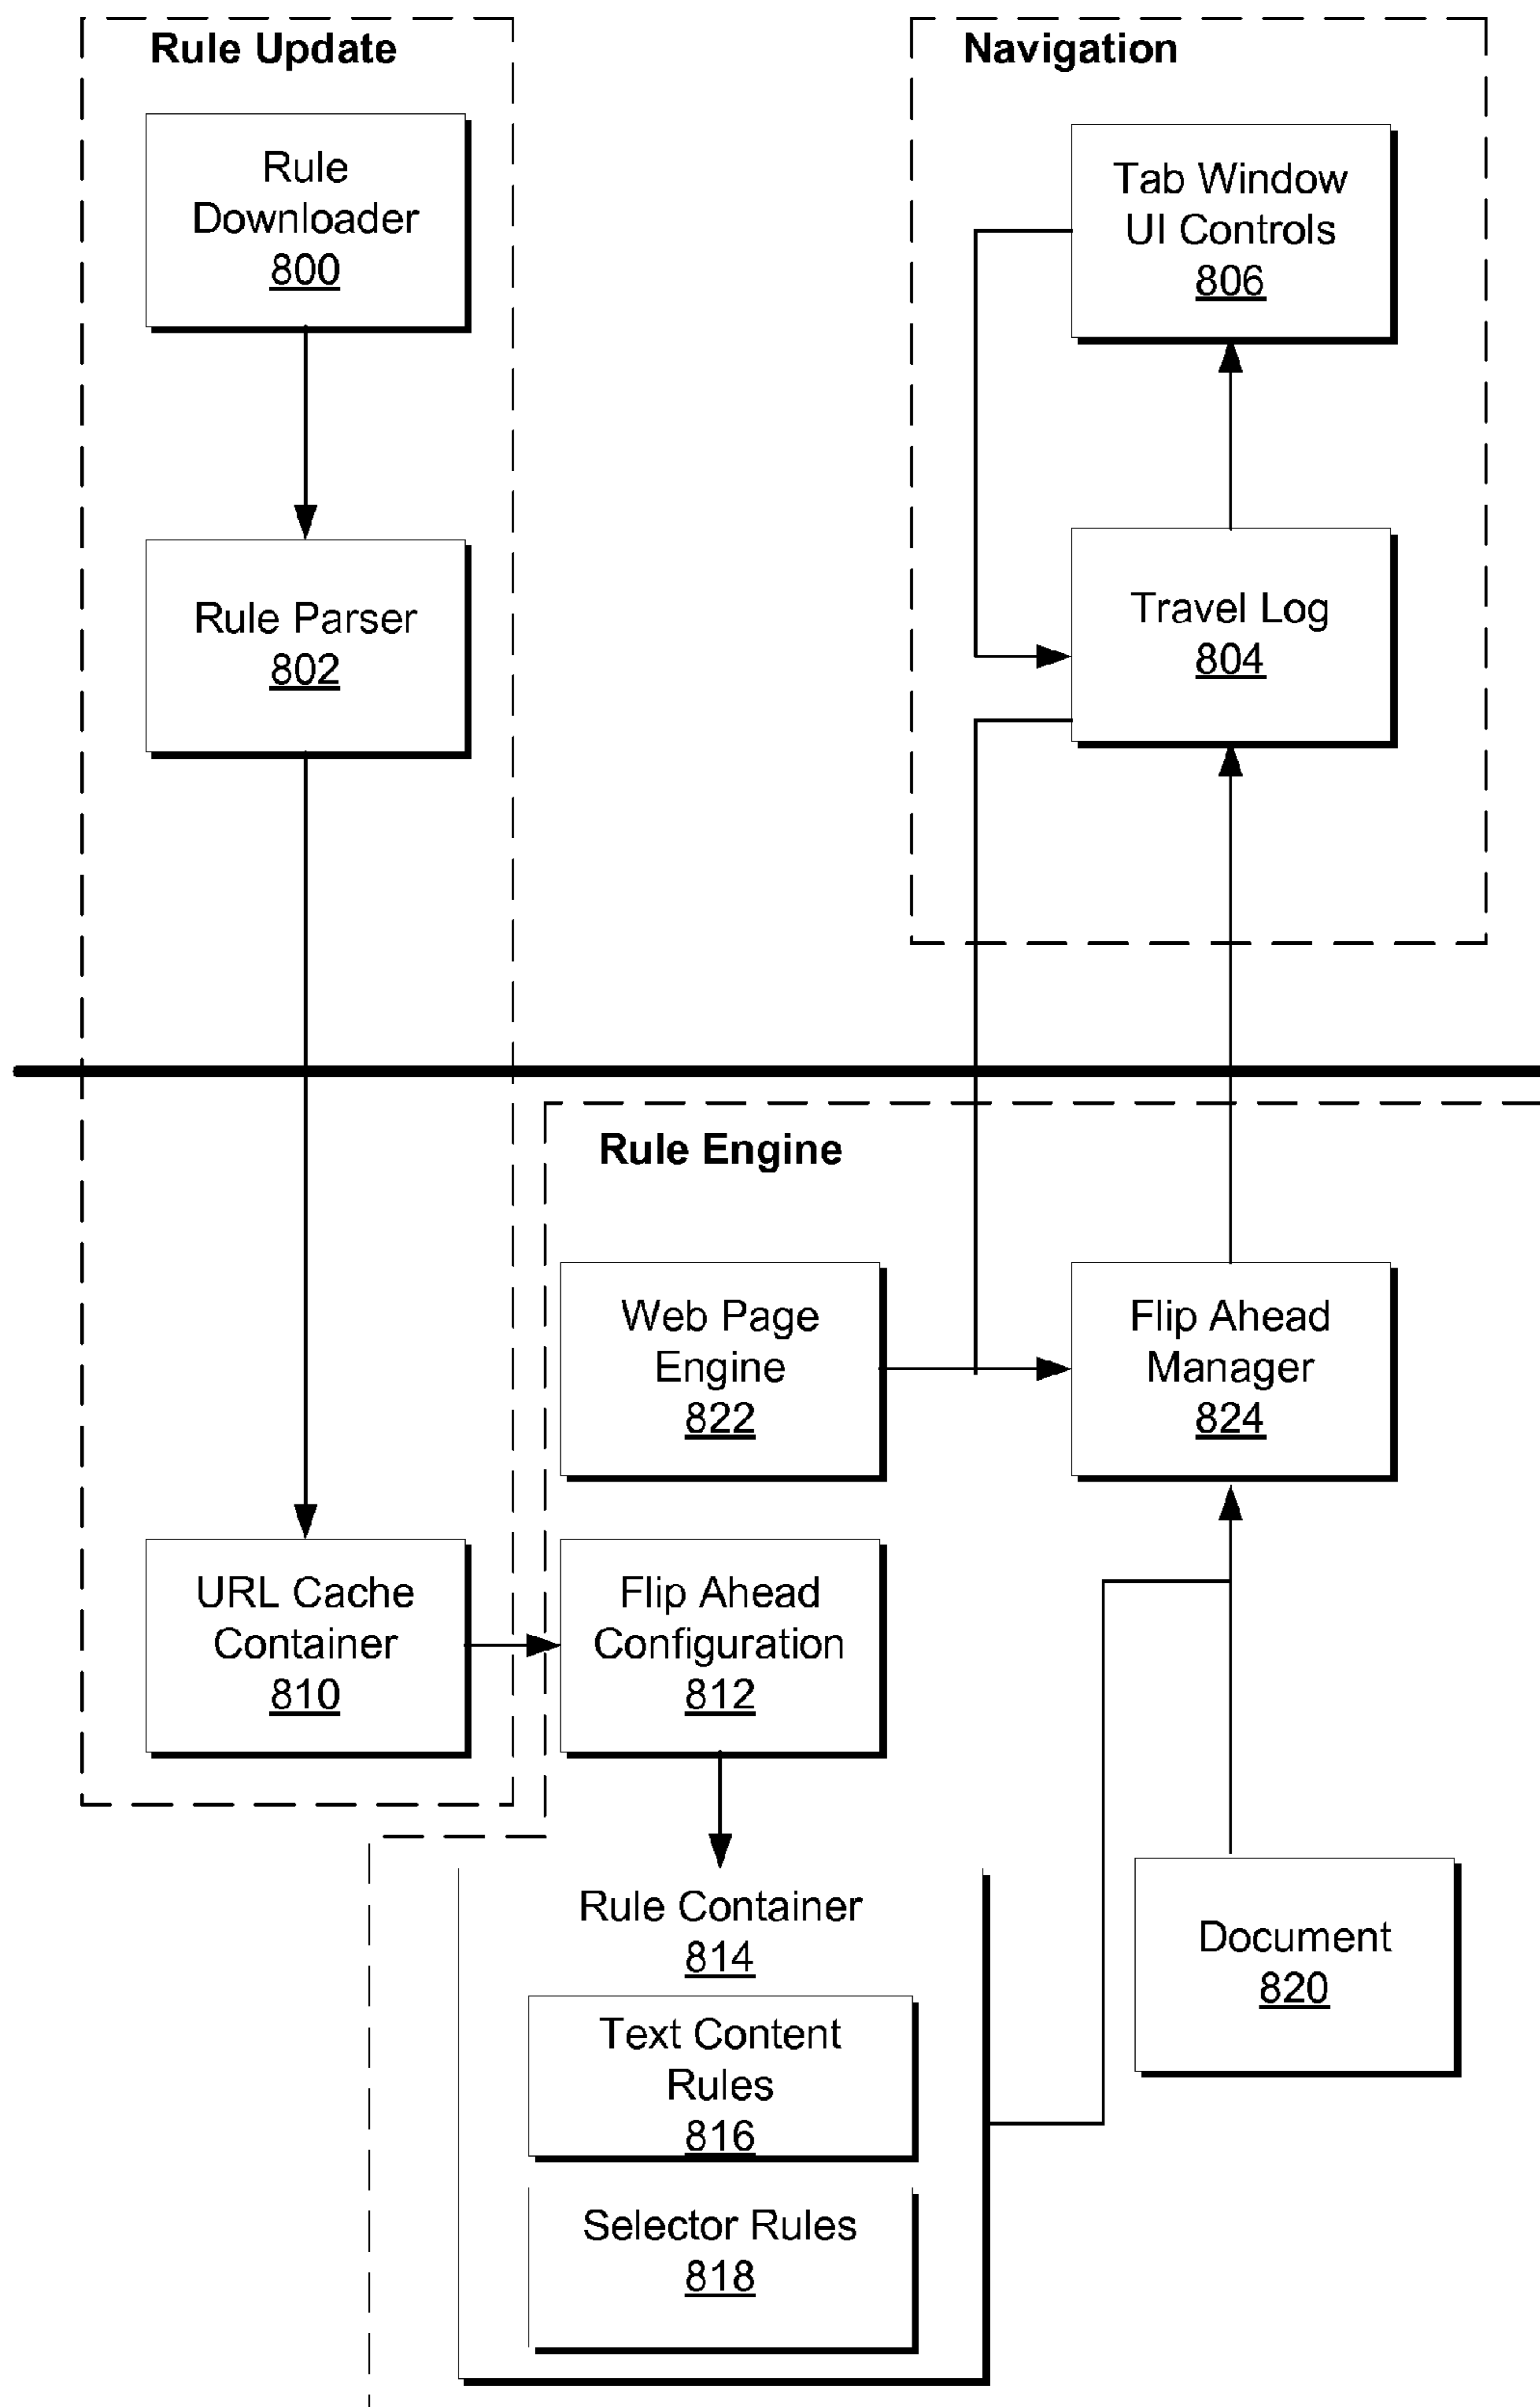 Rule Update
Rule
Downloader
800
Rule Parser
802
Navigation
Tab Window
UI Controls
806
Travel Log
804
Rule Engine
Web Page
Engine
822
Flip Ahead
Manager
824
URL Cache
Container
810
Flip Ahead
Configuration
812
Rule Container
814
Text Content
Rules
816
Selector Rules
818
Document
820